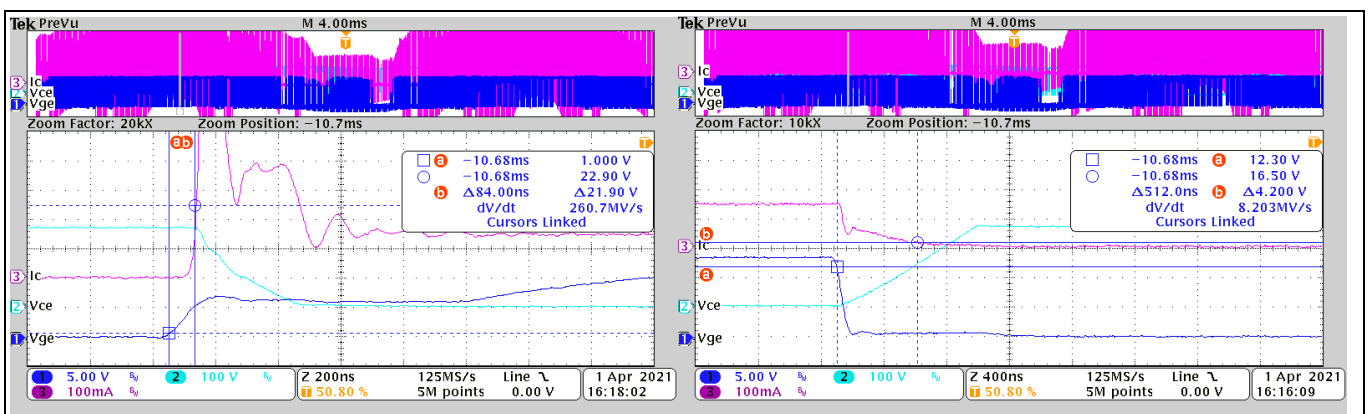 Tek PreVu M 4.00ms
T
3 Ic
2 Vce
1 Vge
Zoom Factor: 20kX Zoom Position: −10.7ms
a b
T
a −10.68ms 1.000 V
−10.68ms 22.90 V
b Δ84.00ns Δ21.90 V
dV/dt 260.7MV/s
Cursors Linked
3 Ic
2 Vce
1 Vge
1 5.00 V BW 2 100 V BW
3 100mA BW
Z 200ns 125MS/s Line
T 50.80 % 5M points 0.00 V
1 Apr 2021
16:18:02
Tek PreVu M 4.00ms
T
3 Ic
2 Vce
1 Vge
Zoom Factor: 10kX Zoom Position: −10.7ms
T
−10.68ms a 12.30 V
−10.68ms 16.50 V
Δ512.0ns b Δ4.200 V
dV/dt 8.203MV/s
Cursors Linked
b
3 Ic
a
2 Vce
1 Vge
1 5.00 V BW 2 100 V BW
3 100mA BW
Z 400ns 125MS/s Line
T 50.80 % 5M points 0.00 V
1 Apr 2021
16:16:09